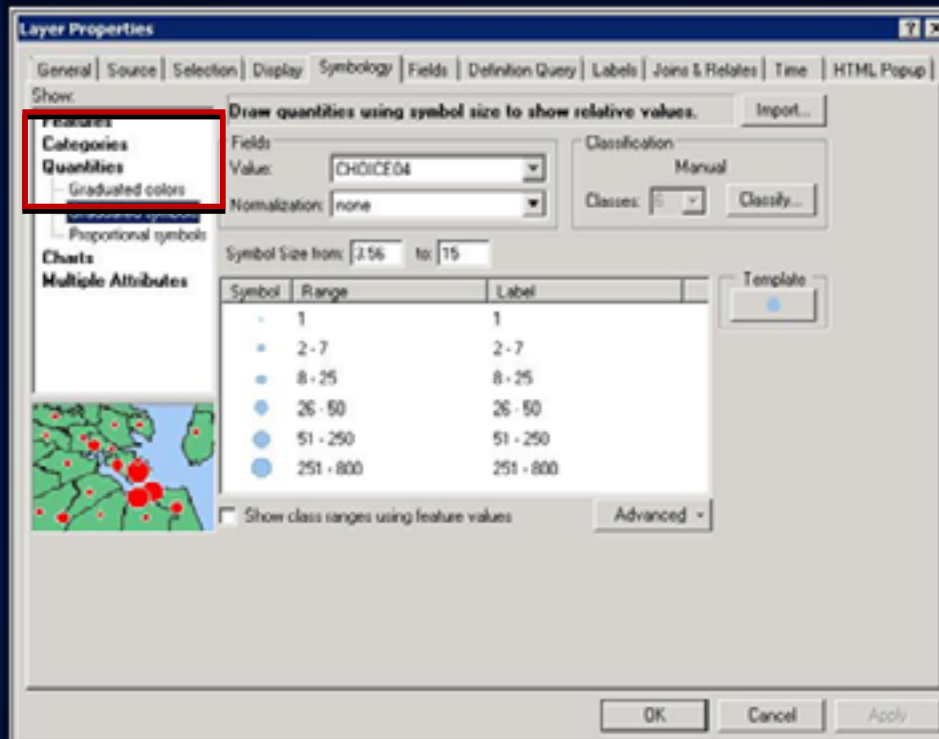 Layer Properties
General Source Selection Display Symbology Fields Definition Query Labels Joins & Relates Time HTML Popup
Show:
Features
Categories
Quantities
Graduated colors
Graduated symbols
Proportional symbols
Charts
Multiple Attributes
Draw quantities using symbol size to show relative values.
Import...
Fields
Value: CHOICE04
Normalization: none
Classification
Manual
Classes: 6 Classify...
Symbol Size from: 3.56 to: 15
Symbol Range Label
1 1
2 - 7 2 - 7
8 - 25 8 - 25
26 - 50 26 - 50
51 - 250 51 - 250
251 - 800 251 - 800
Template
Show class ranges using feature values
Advanced
OK Cancel Apply